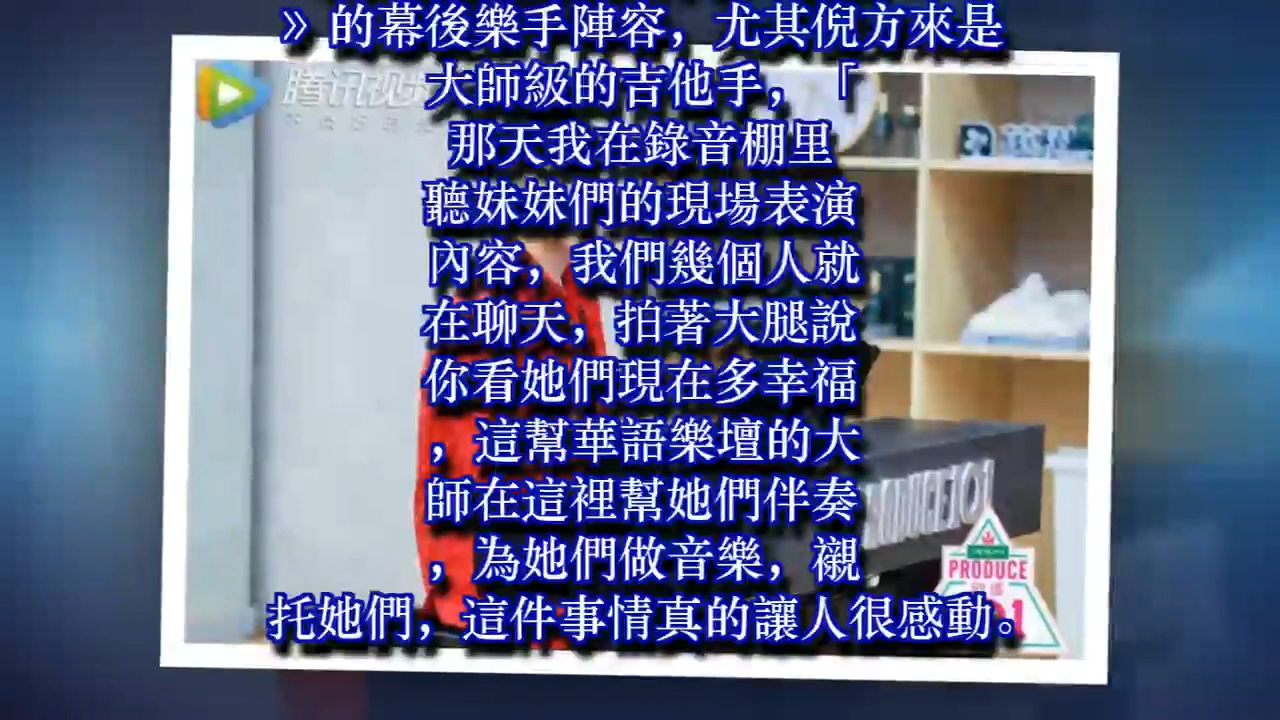 》的幕後樂手陣容，尤其倪方來是
大師級的吉他手，「
那天我在錄音棚里
聽妹妹們的現場表演
內容，我們幾個人就
在聊天，拍著大腿說
你看她們現在多幸福
，這幫華語樂壇的大
師在這裡幫她們伴奏
，為她們做音樂，襯
托她們，這件事情真的讓人很感動。
腾讯视
PRODUCE